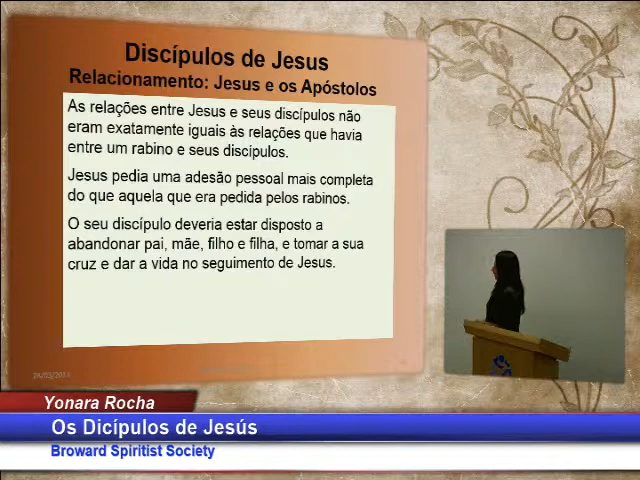 Discípulos de Jesus
Relacionamento: Jesus e os Apóstolos
As relações entre Jesus e seus discípulos não
eram exatamente iguais às relações que havia
entre um rabino e seus discípulos.
Jesus pedia uma adesão pessoal mais completa
do que aquela que era pedida pelos rabinos.
O seu discípulo deveria estar disposto a
abandonar pai, mãe, filho e filha, e tomar a sua
cruz e dar a vida no seguimento de Jesus.
Yonara Rocha
Os Dicípulos de Jesús
Broward Spiritist Society